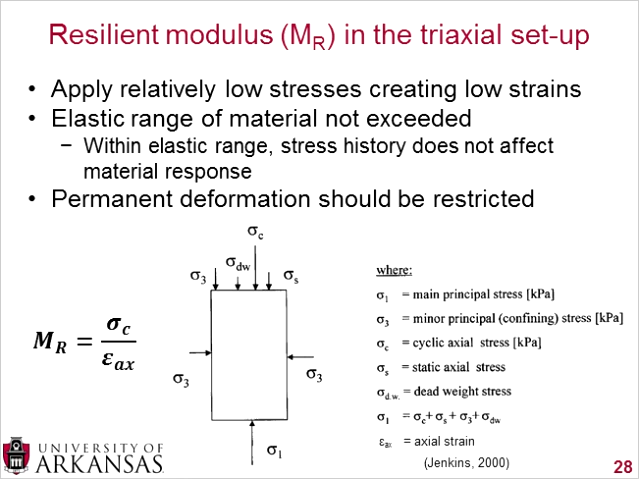 Resilient modulus (MR) in the triaxial set-up
• Apply relatively low stresses creating low strains
• Elastic range of material not exceeded
– Within elastic range, stress history does not affect
material response
• Permanent deformation should be restricted
σc
σ3 σdw σs
MR = σc / εax
σ3 σ3
σ1
where:
σ1 = main principal stress [kPa]
σ3 = minor principal (confining) stress [kPa]
σc = cyclic axial stress [kPa]
σs = static axial stress
σd.w. = dead weight stress
σ1 = σc+ σs + σ3+σdw
εax = axial strain
(Jenkins, 2000)
UNIVERSITY OF
ARKANSAS
28